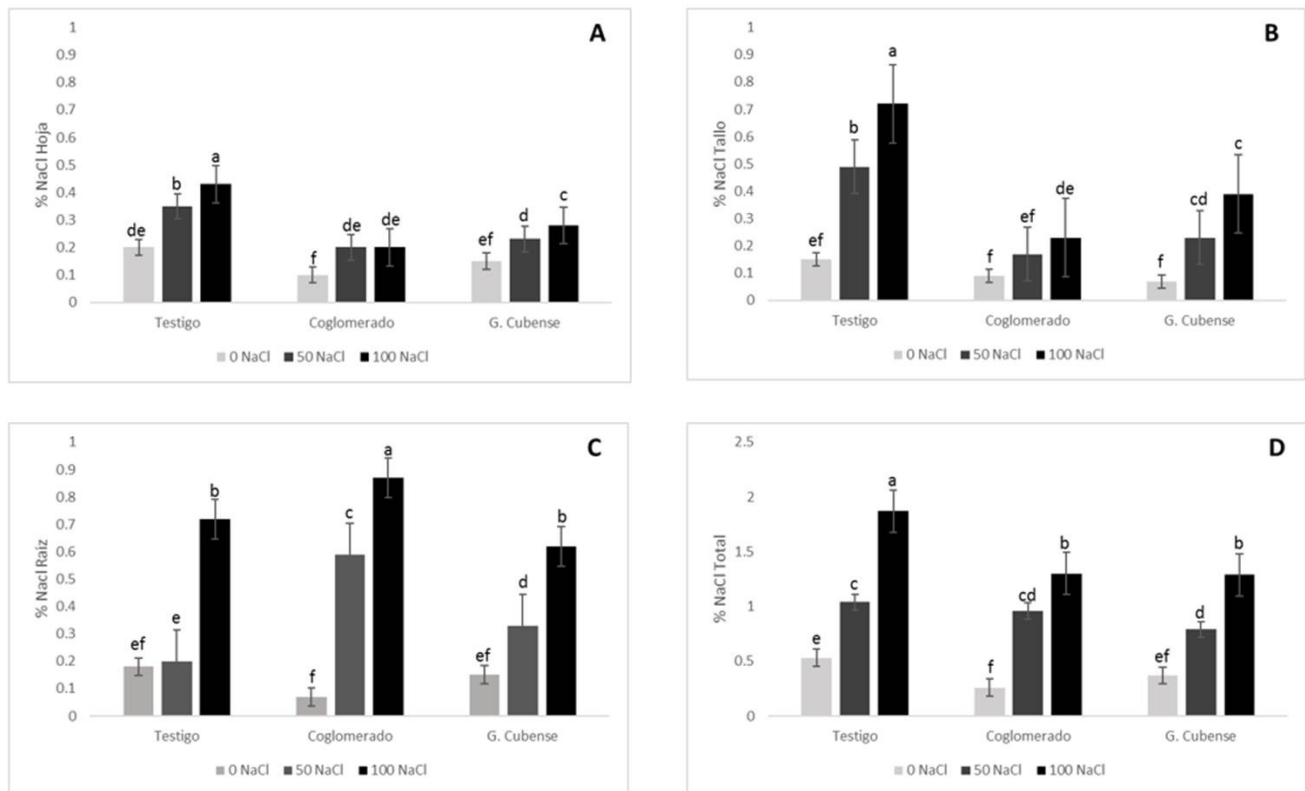 A
% NaCl Hoja
1
0.9
0.8
0.7
0.6
0.5
0.4
0.3
0.2
0.1
0
de b a
f de de
ef d c
Testigo Coglomerado G. Cubense
0 NaCl 50 NaCl 100 NaCl
B
% NaCl Tallo
1
0.9
0.8
0.7
0.6
0.5
0.4
0.3
0.2
0.1
0
ef b a
f ef de
f cd c
Testigo Coglomerado G. Cubense
0 NaCl 50 NaCl 100 NaCl
C
% Nacl Raiz
1
0.9
0.8
0.7
0.6
0.5
0.4
0.3
0.2
0.1
0
ef e b
f c a
ef d b
Testigo Coglomerado G. Cubense
0 NaCl 50 NaCl 100 NaCl
D
% NaCl Total
2.5
2
1.5
1
0.5
0
e c a
f cd b
ef d b
Testigo Coglomerado G. Cubense
0 NaCl 50 NaCl 100 NaCl